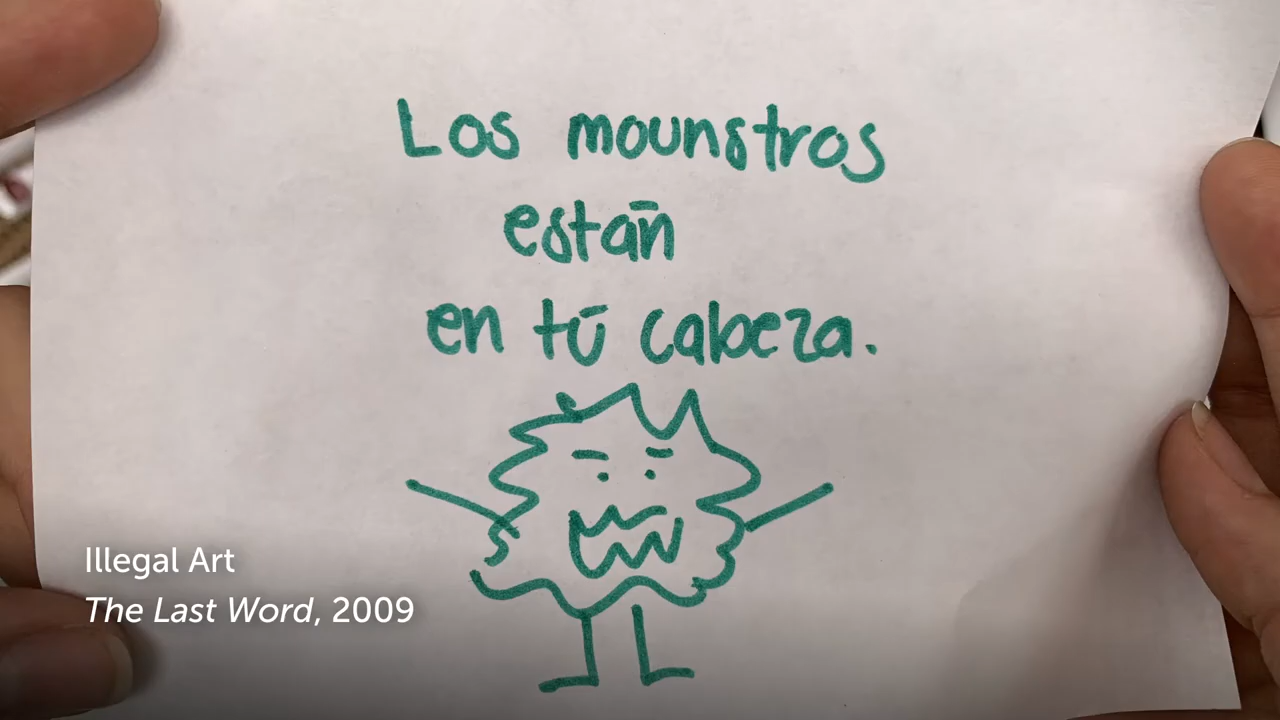 Los mounstros
estañ
en tú cabeza.
Illegal Art
The Last Word, 2009